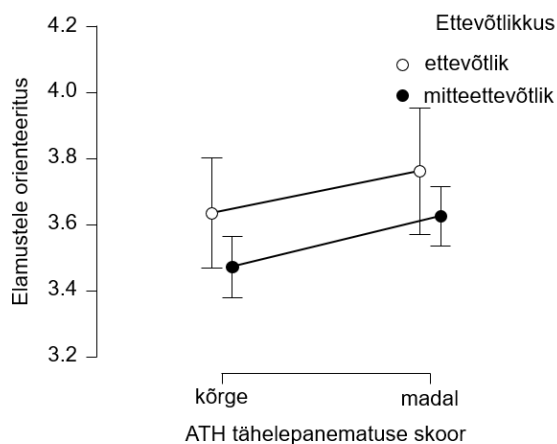 Ettevõtlikkus
ettevõtlik
mitteettevõtlik
Elamustele orienteeritus
4.2
4.0
3.8
3.6
3.4
3.2
kõrge
madal
ATH tähelepanematuse skoor